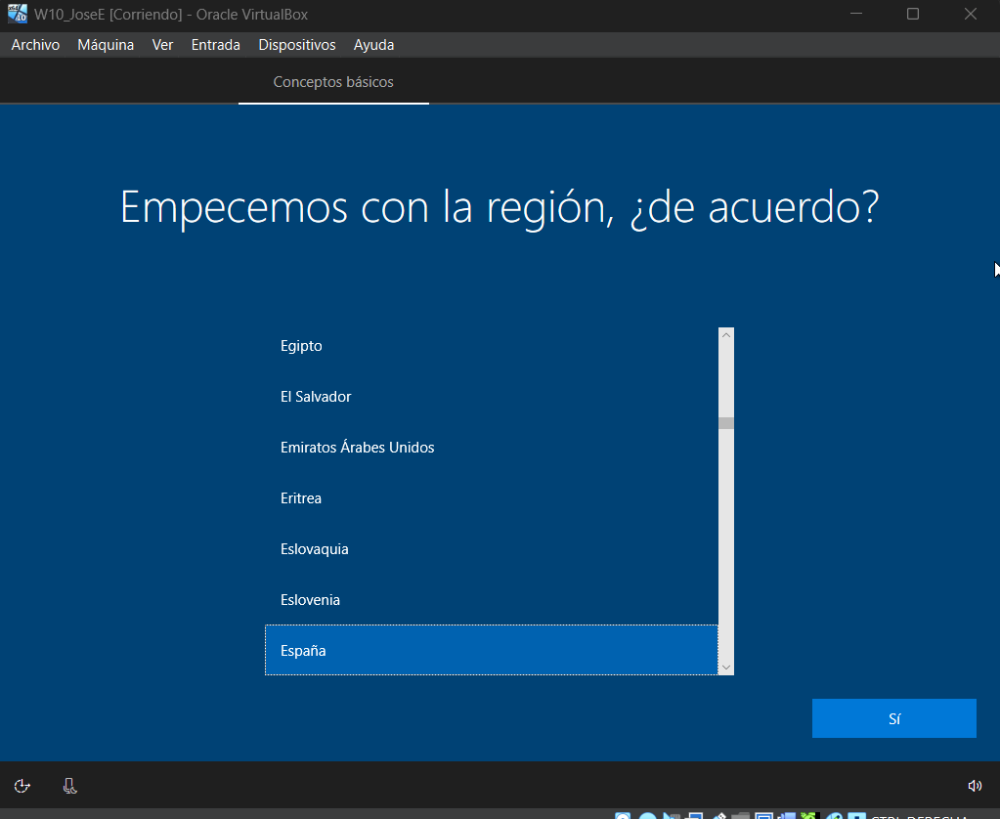 W10_JoseE [Corriendo] - Oracle VirtualBox
Archivo Máquina Ver Entrada Dispositivos Ayuda
Conceptos básicos
Empecemos con la región, ¿de acuerdo?
Egipto
El Salvador
Emiratos Árabes Unidos
Eritrea
Eslovaquia
Eslovenia
España
Sí
CTRL DERECHA